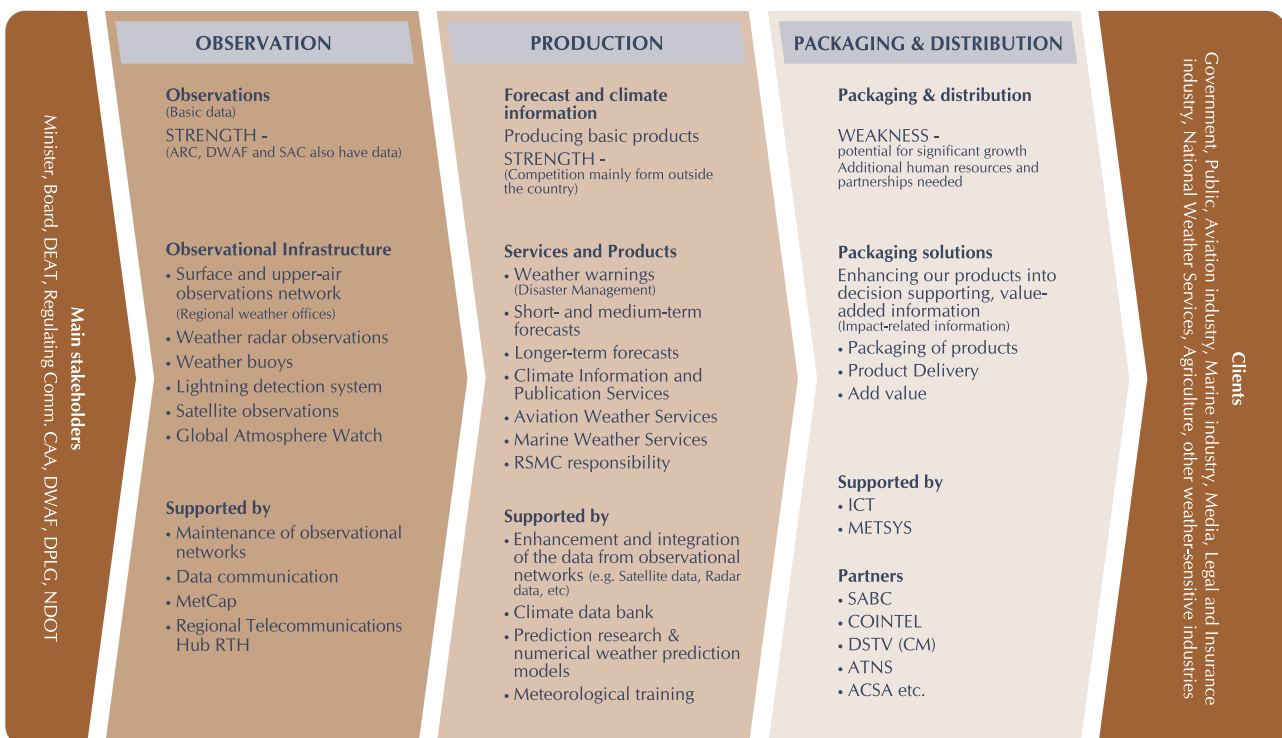 Main stakeholders
Minister, Board, DEAT, Regulating Comm. CAA, DWAF, DPLG, NDOT
OBSERVATION
Observations
(Basic data)
STRENGTH -
(ARC, DWAF and SAC also have data)
Observational Infrastructure
• Surface and upper-air
observations network
(Regional weather offices)
• Weather radar observations
• Weather buoys
• Lightning detection system
• Satellite observations
• Global Atmosphere Watch
Supported by
• Maintenance of observational
networks
• Data communication
• MetCap
• Regional Telecommunications
Hub RTH
PRODUCTION
Forecast and climate
information
Producing basic products
STRENGTH -
(Competition mainly form outside
the country)
Services and Products
• Weather warnings
(Disaster Management)
• Short- and medium-term
forecasts
• Longer-term forecasts
• Climate Information and
Publication Services
• Aviation Weather Services
• Marine Weather Services
• RSMC responsibility
Supported by
• Enhancement and integration
of the data from observational
networks (e.g. Satellite data, Radar
data, etc)
• Climate data bank
• Prediction research &
numerical weather prediction
models
• Meteorological training
PACKAGING & DISTRIBUTION
Packaging & distribution
WEAKNESS -
potential for significant growth
Additional human resources and
partnerships needed
Packaging solutions
Enhancing our products into
decision supporting, value-
added information
(Impact-related information)
• Packaging of products
• Product Delivery
• Add value
Supported by
• ICT
• METSYS
Partners
• SABC
• COINTEL
• DSTV (CM)
• ATNS
• ACSA etc.
Clients
Government, Public, Aviation industry, Marine industry, Media, Legal and Insurance
industry, National Weather Services, Agriculture, other weather-sensitive industries